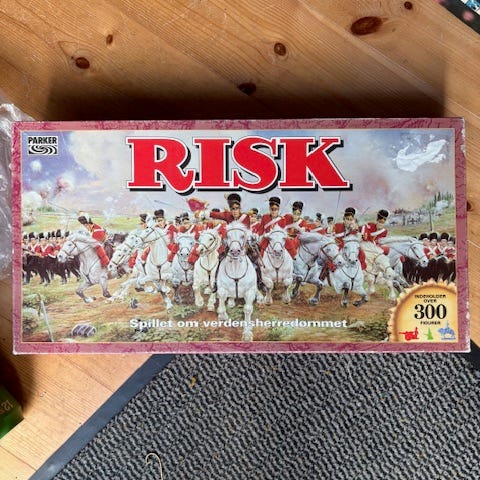 PARKER
RISK
Spillet om verdensherredømmet
INDEHOLDER
OVER
300
FIGURER